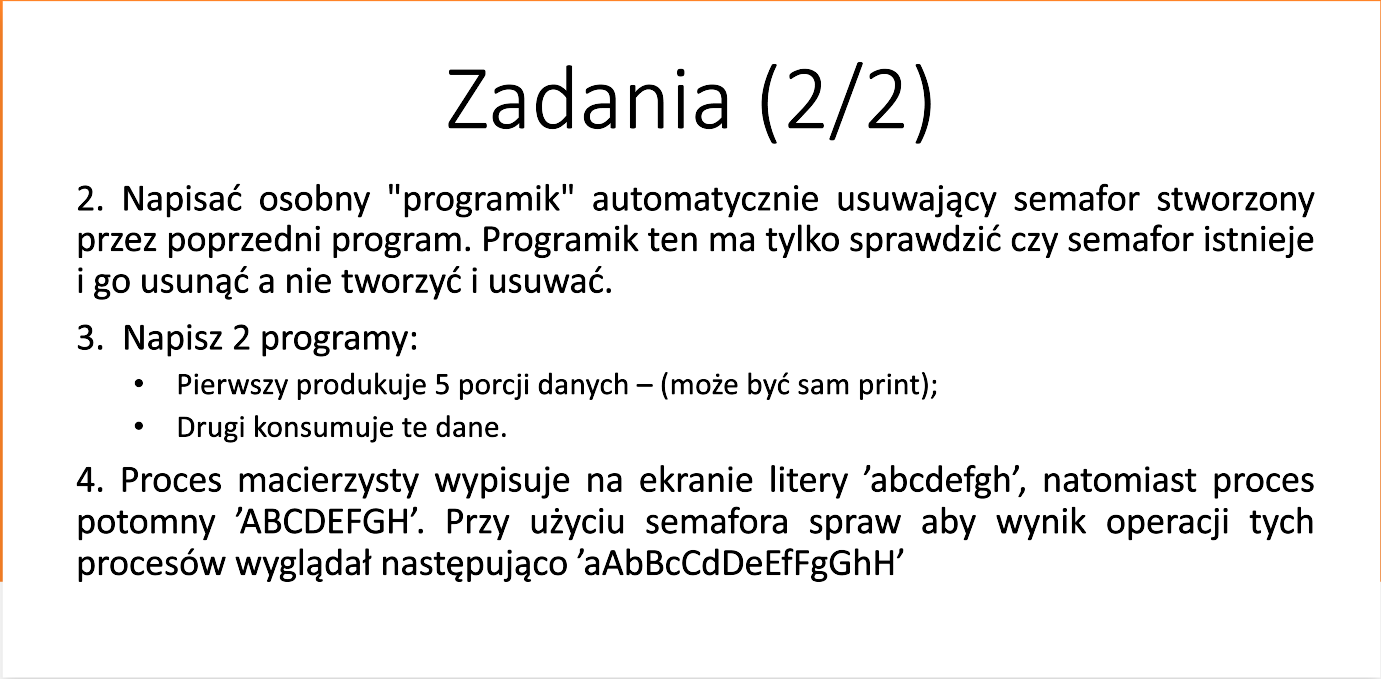 Zadania (2/2)
2. Napisać osobny "programik" automatycznie usuwający semafor stworzony
przez poprzedni program. Programik ten ma tylko sprawdzić czy semafor istnieje
i go usunąć a nie tworzyć i usuwać.
3. Napisz 2 programy:
• Pierwszy produkuje 5 porcji danych – (może być sam print);
• Drugi konsumuje te dane.
4. Proces macierzysty wypisuje na ekranie litery ’abcdefgh’, natomiast proces
potomny ’ABCDEFGH’. Przy użyciu semafora spraw aby wynik operacji tych
procesów wyglądał następująco ’aAbBcCdDeEfFgGhH’